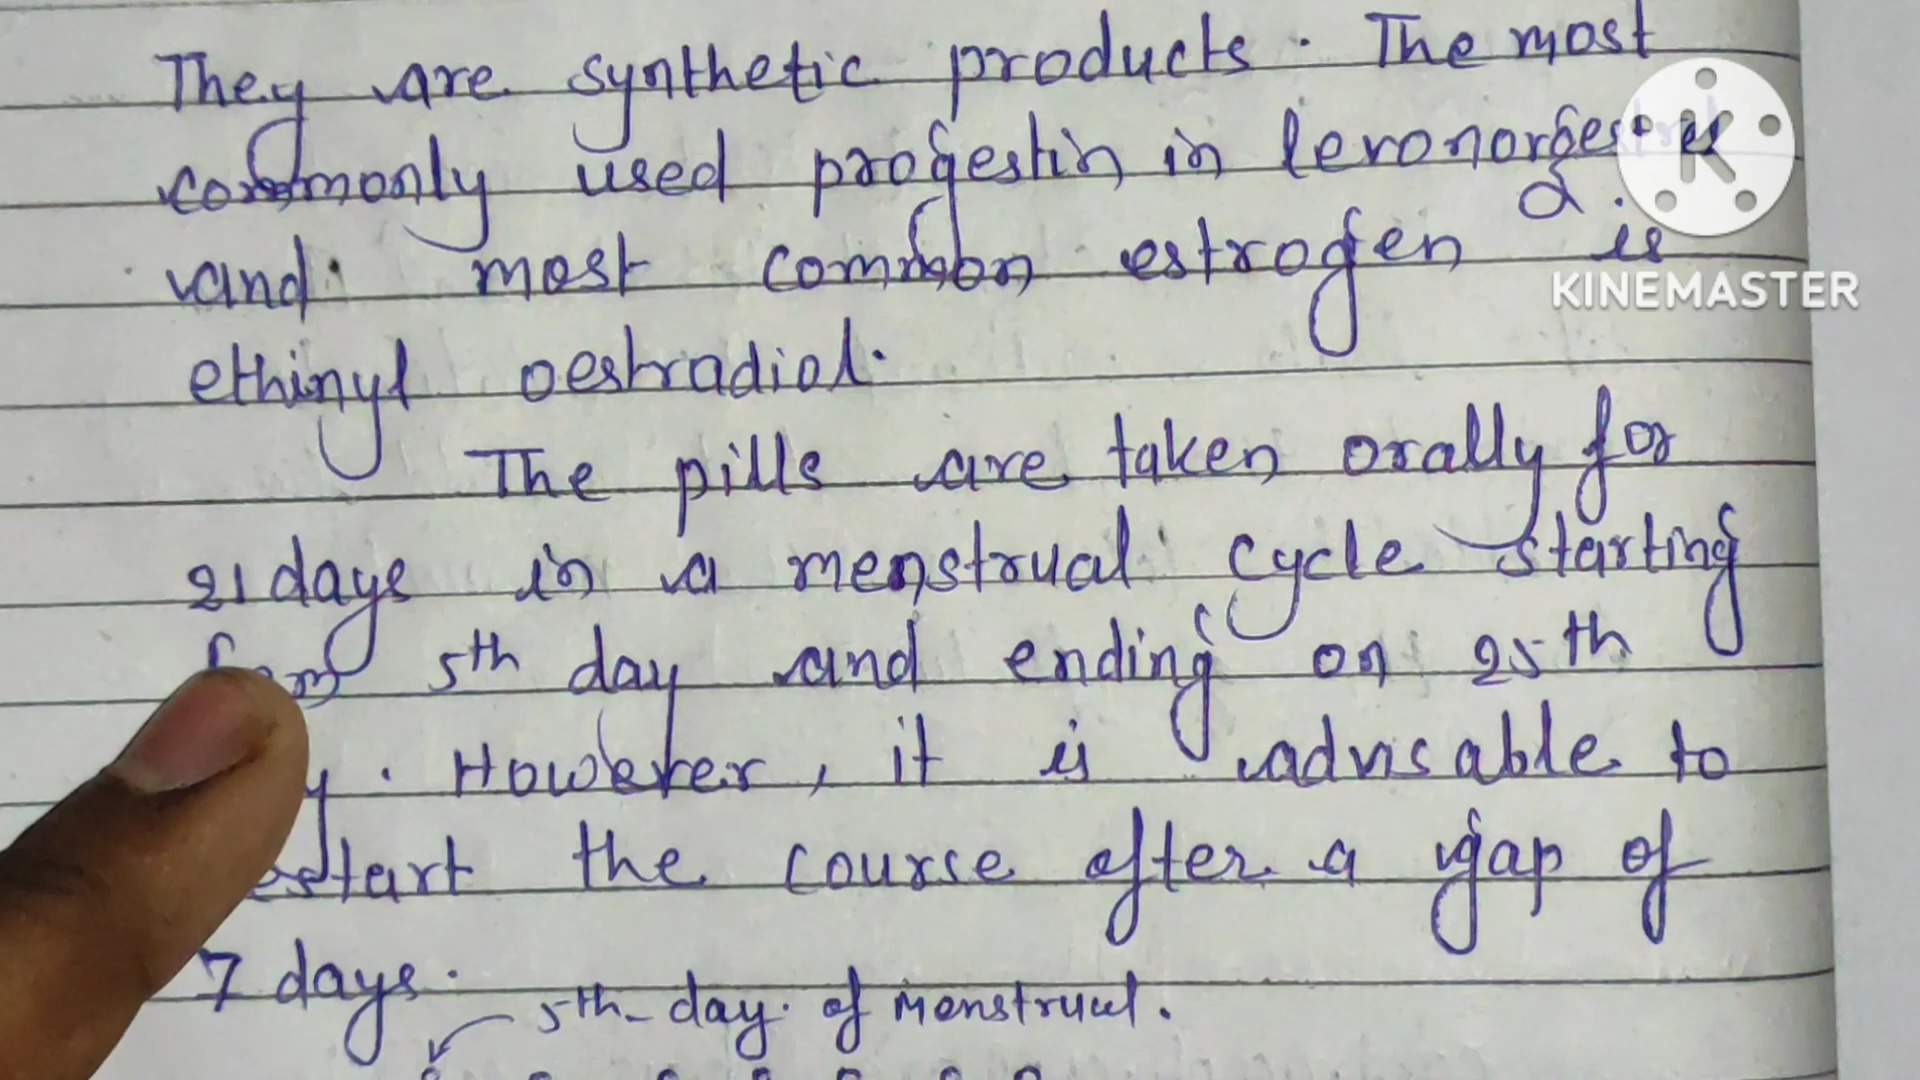 They are synthetic products. The most
commonly used progestin in levonorgestrel
and most common estrogen is
ethinyl oestradiol.
The pills are taken orally for
21 days in a menstrual cycle starting
from 5th day and ending on 25th
. However, it is advisable to
restart the course after a gap of
7 days.
5th day of menstrual.
KINEMASTER